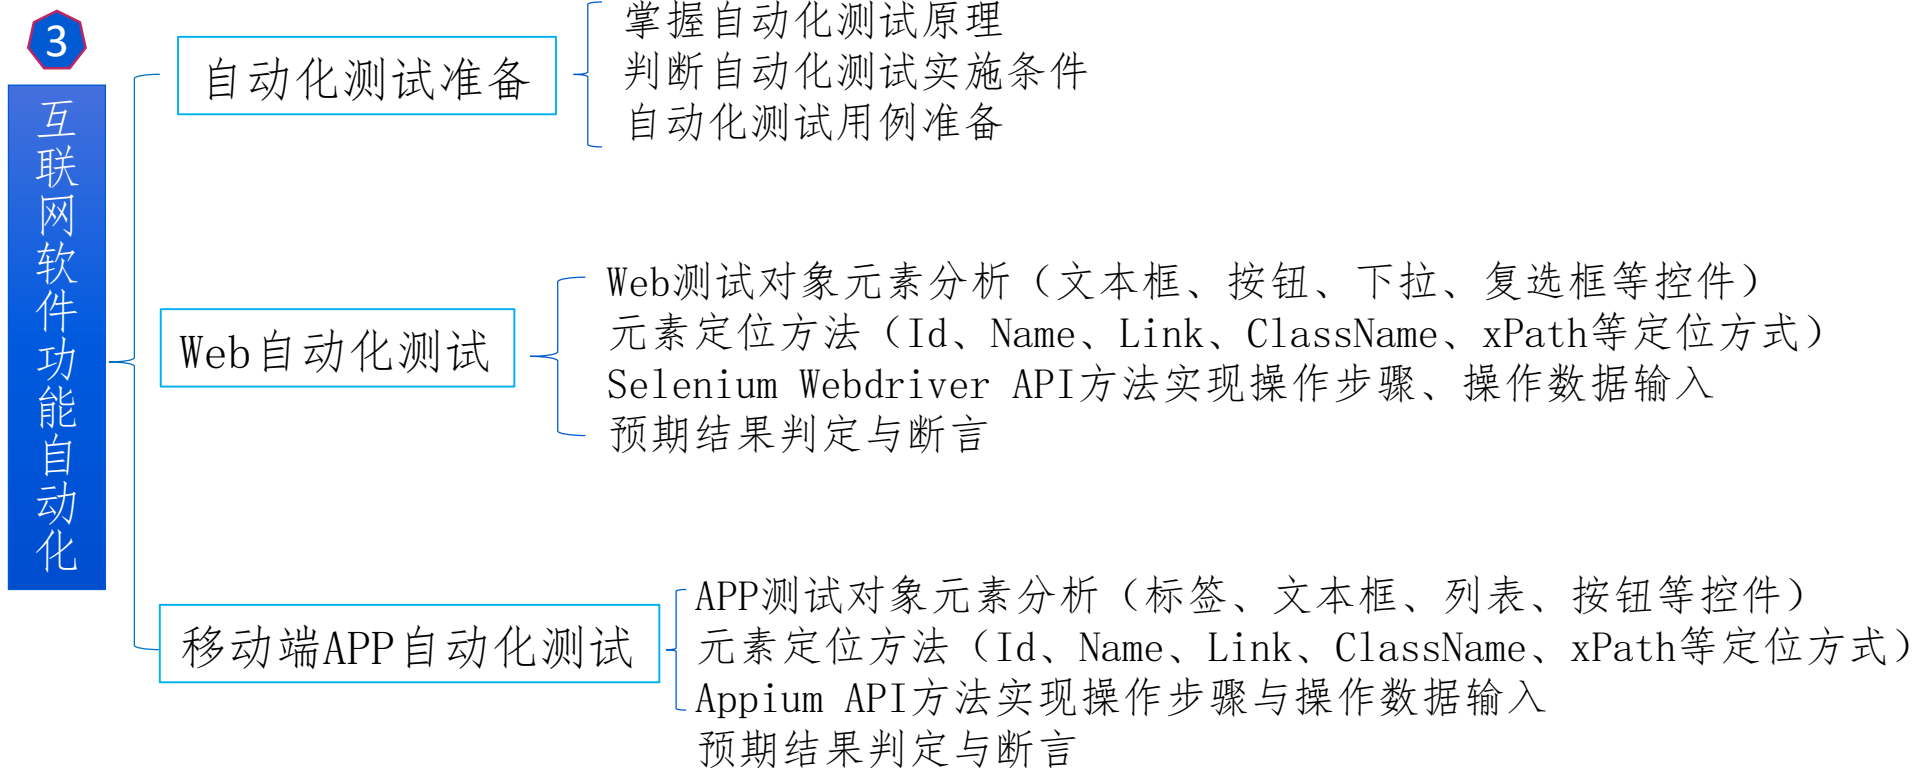 3
互联网软件功能自动化
自动化测试准备
掌握自动化测试原理
判断自动化测试实施条件
自动化测试用例准备
Web自动化测试
Web测试对象元素分析（文本框、按钮、下拉、复选框等控件）
元素定位方法（Id、Name、Link、ClassName、xPath等定位方式）
Selenium Webdriver API方法实现操作步骤、操作数据输入
预期结果判定与断言
移动端APP自动化测试
APP测试对象元素分析（标签、文本框、列表、按钮等控件）
元素定位方法（Id、Name、Link、ClassName、xPath等定位方式）
Appium API方法实现操作步骤与操作数据输入
预期结果判定与断言